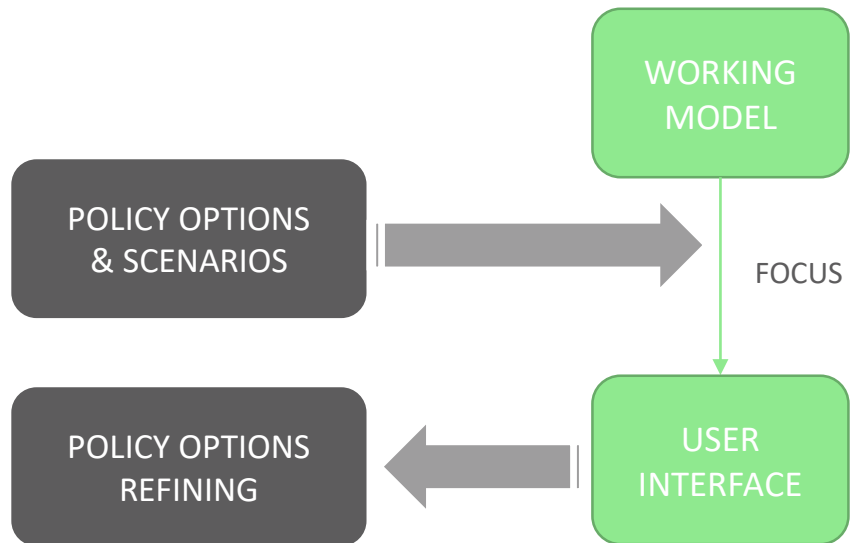 WORKING
MODEL
POLICY OPTIONS
& SCENARIOS
FOCUS
POLICY OPTIONS
REFINING
USER
INTERFACE